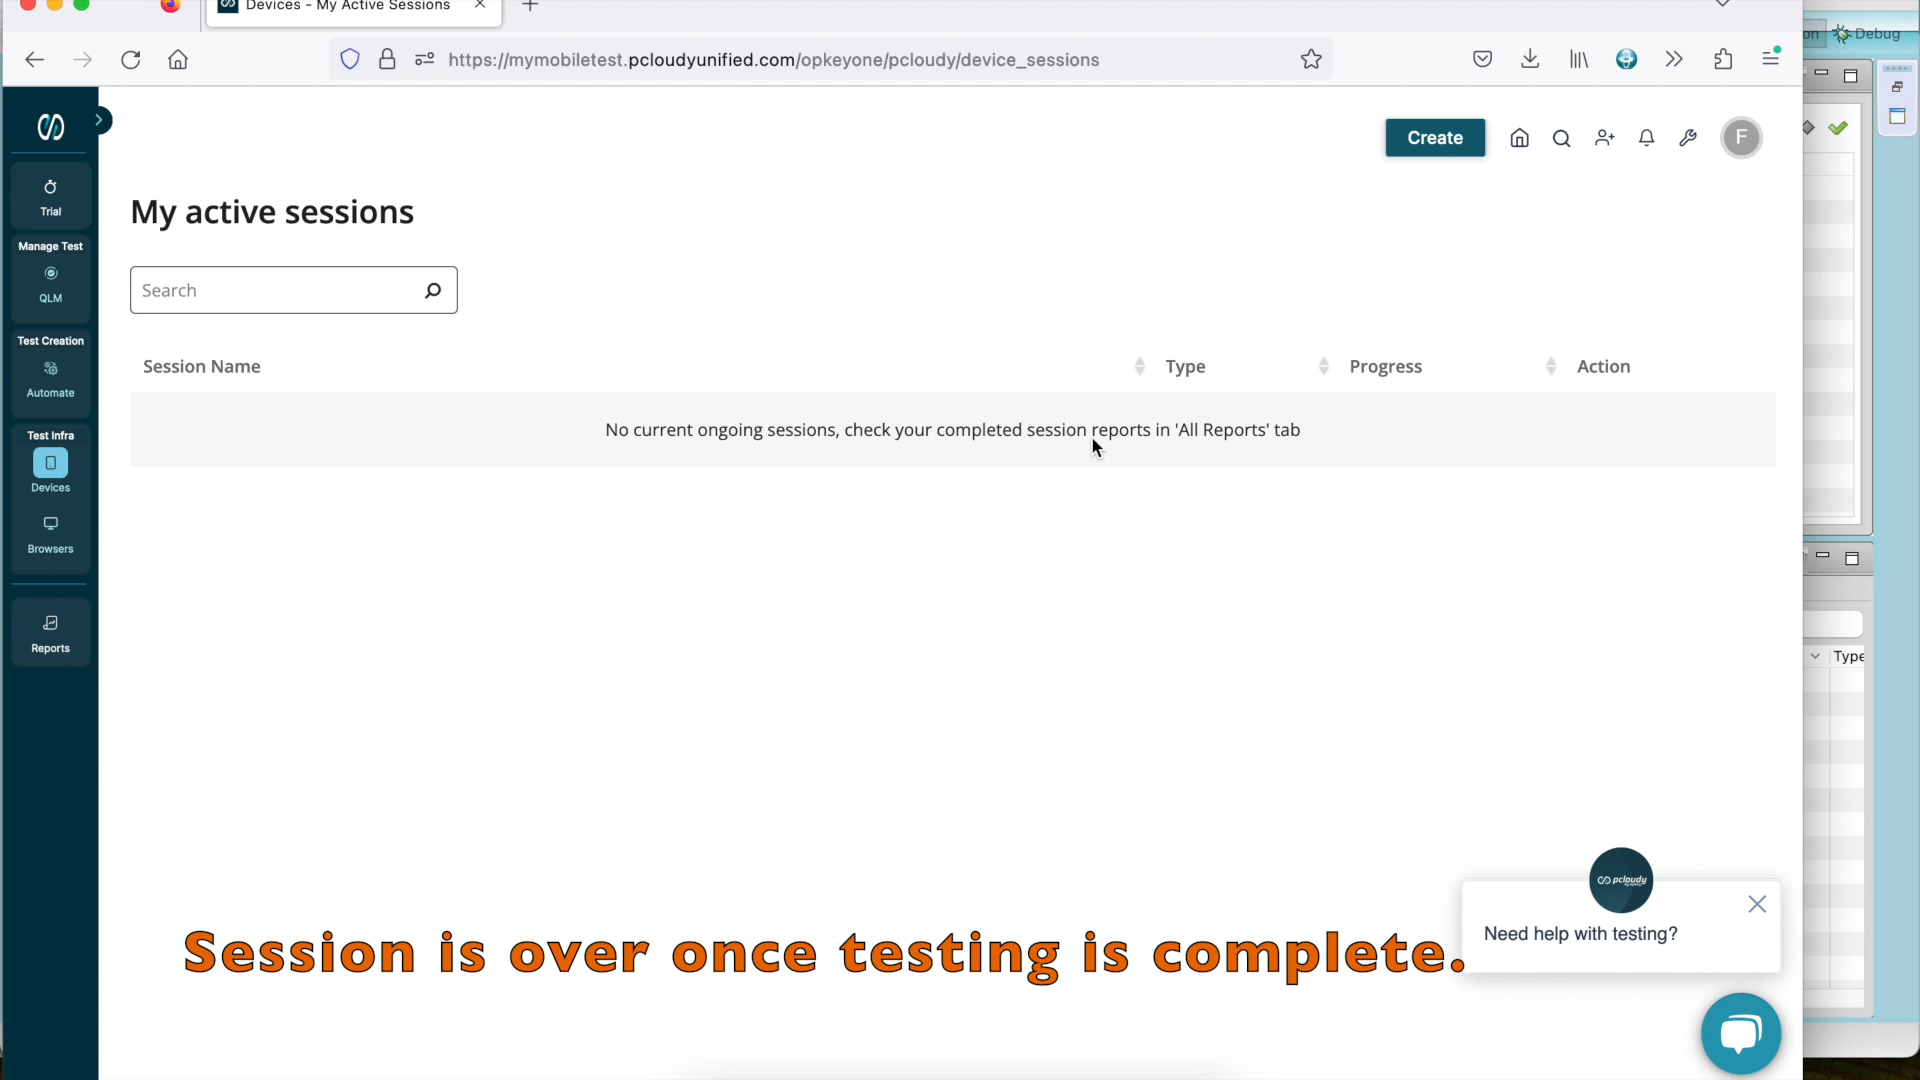 Devices - My Active Sessions
Debug
https://mymobiletest.pcloudyunified.com/opkeyone/pcloudy/device_sessions
Create
F
Trial
My active sessions
Manage Test
QLM
Search
Test Creation
Automate
Session Name
Type
Progress
Action
No current ongoing sessions, check your completed session reports in 'All Reports' tab
Test Infra
Devices
Browsers
Reports
Type
pcloudy
Need help with testing?
Session is over once testing is complete.